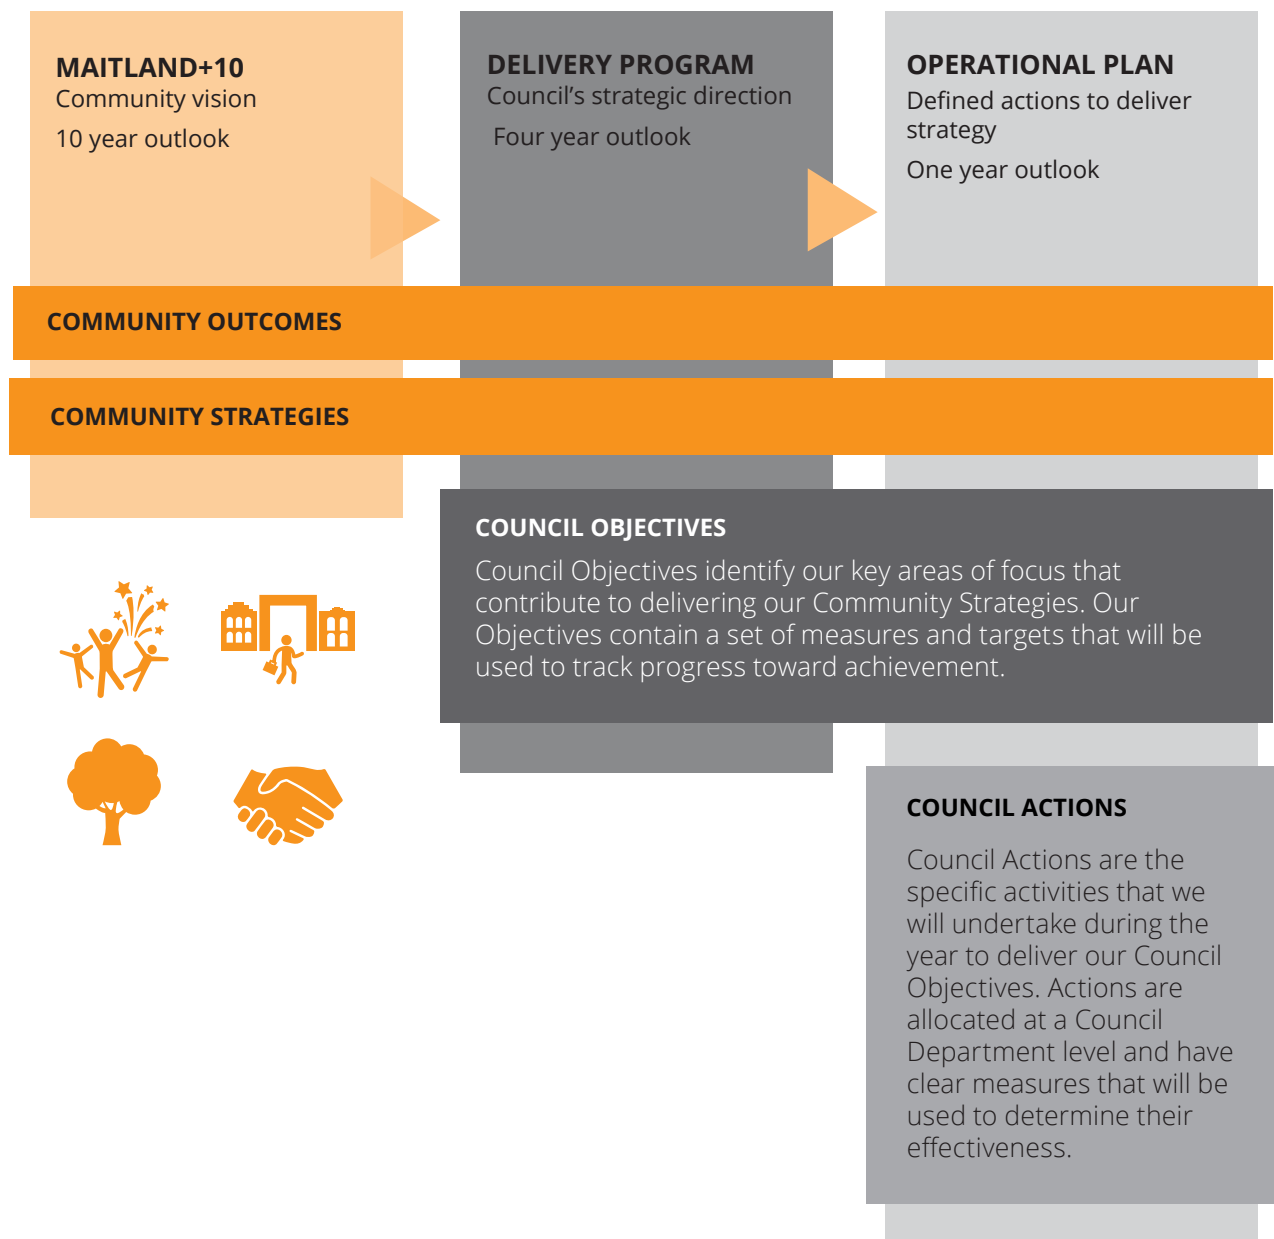 MAITLAND+10
Community vision
10 year outlook
DELIVERY PROGRAM
Council's strategic direction
Four year outlook
OPERATIONAL PLAN
Defined actions to deliver
strategy
One year outlook
COMMUNITY OUTCOMES
COMMUNITY STRATEGIES
COUNCIL OBJECTIVES
Council Objectives identify our key areas of focus that
contribute to delivering our Community Strategies. Our
Objectives contain a set of measures and targets that will be
used to track progress toward achievement.
COUNCIL ACTIONS
Council Actions are the
specific activities that we
will undertake during the
year to deliver our Council
Objectives. Actions are
allocated at a Council
Department level and have
clear measures that will be
used to determine their
effectiveness.